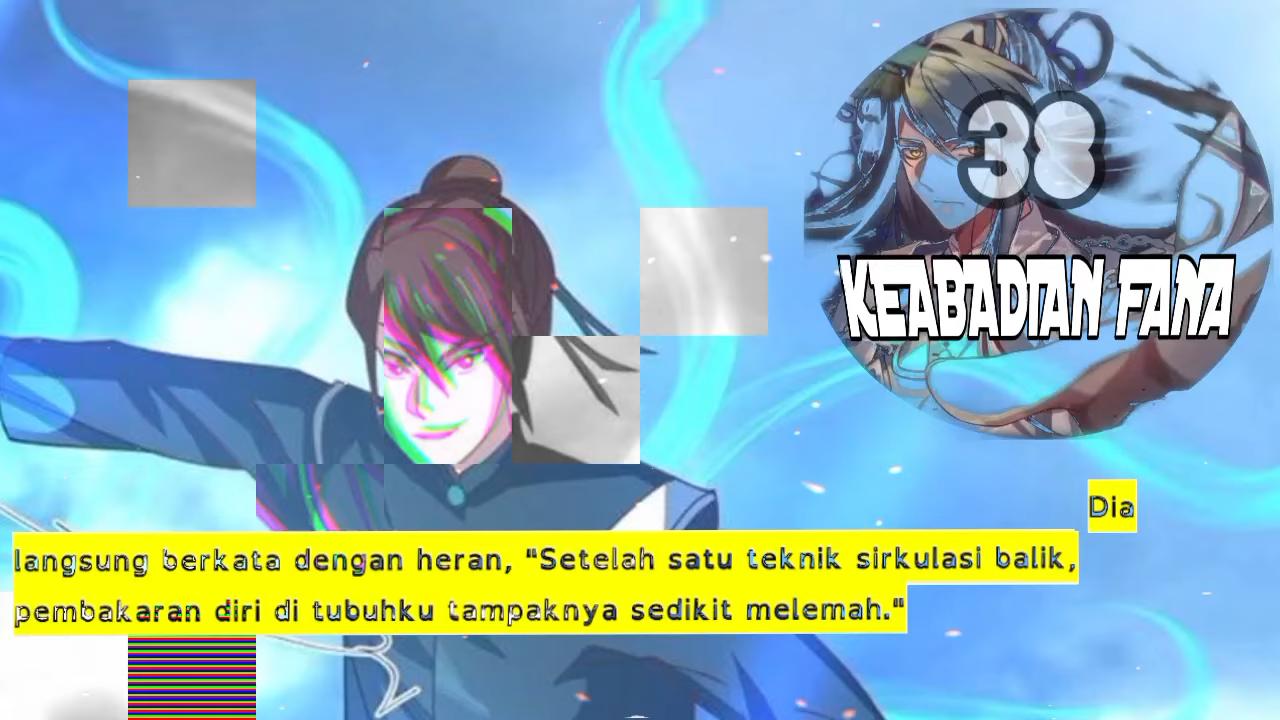 38
KEABADIAN FANA
Dia
langsung berkata dengan heran, "Setelah satu teknik sirkulasi balik,
pembakaran diri di tubuhku tampaknya sedikit melemah."